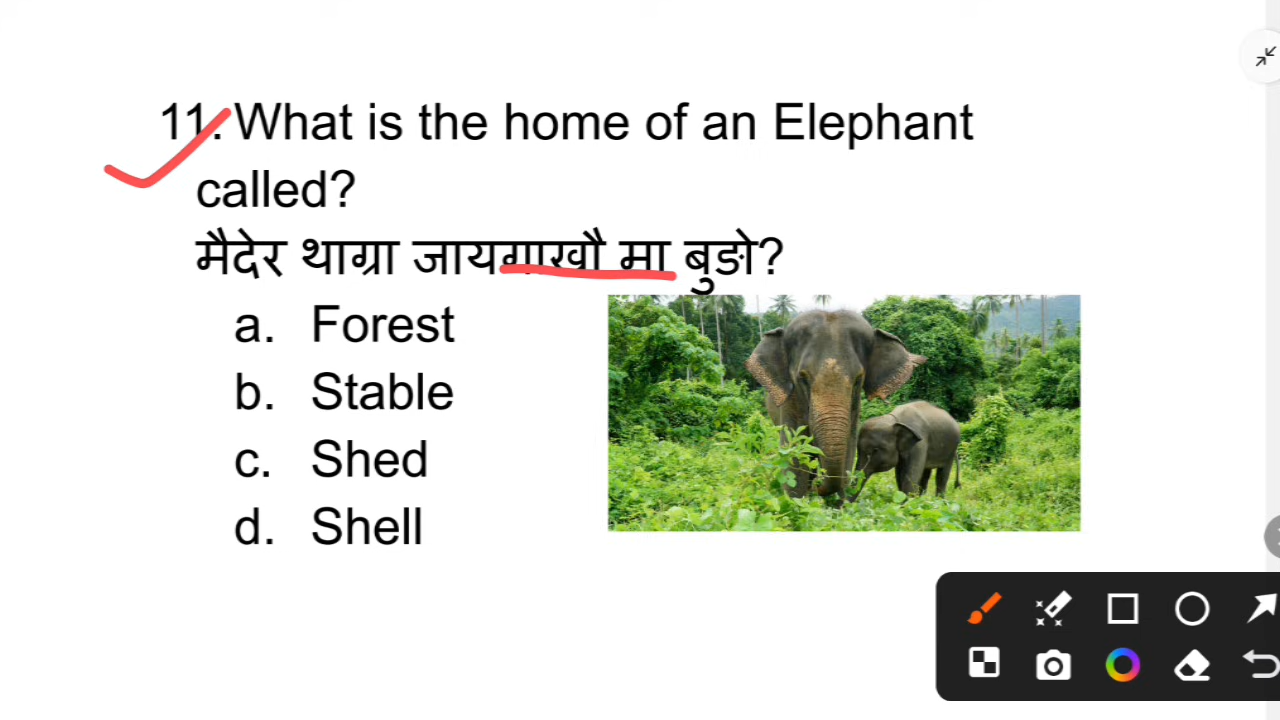 11. What is the home of an Elephant
called?
मैदेर थाग्रा जायगाखौ मा बुङो?
a. Forest
b. Stable
c. Shed
d. Shell